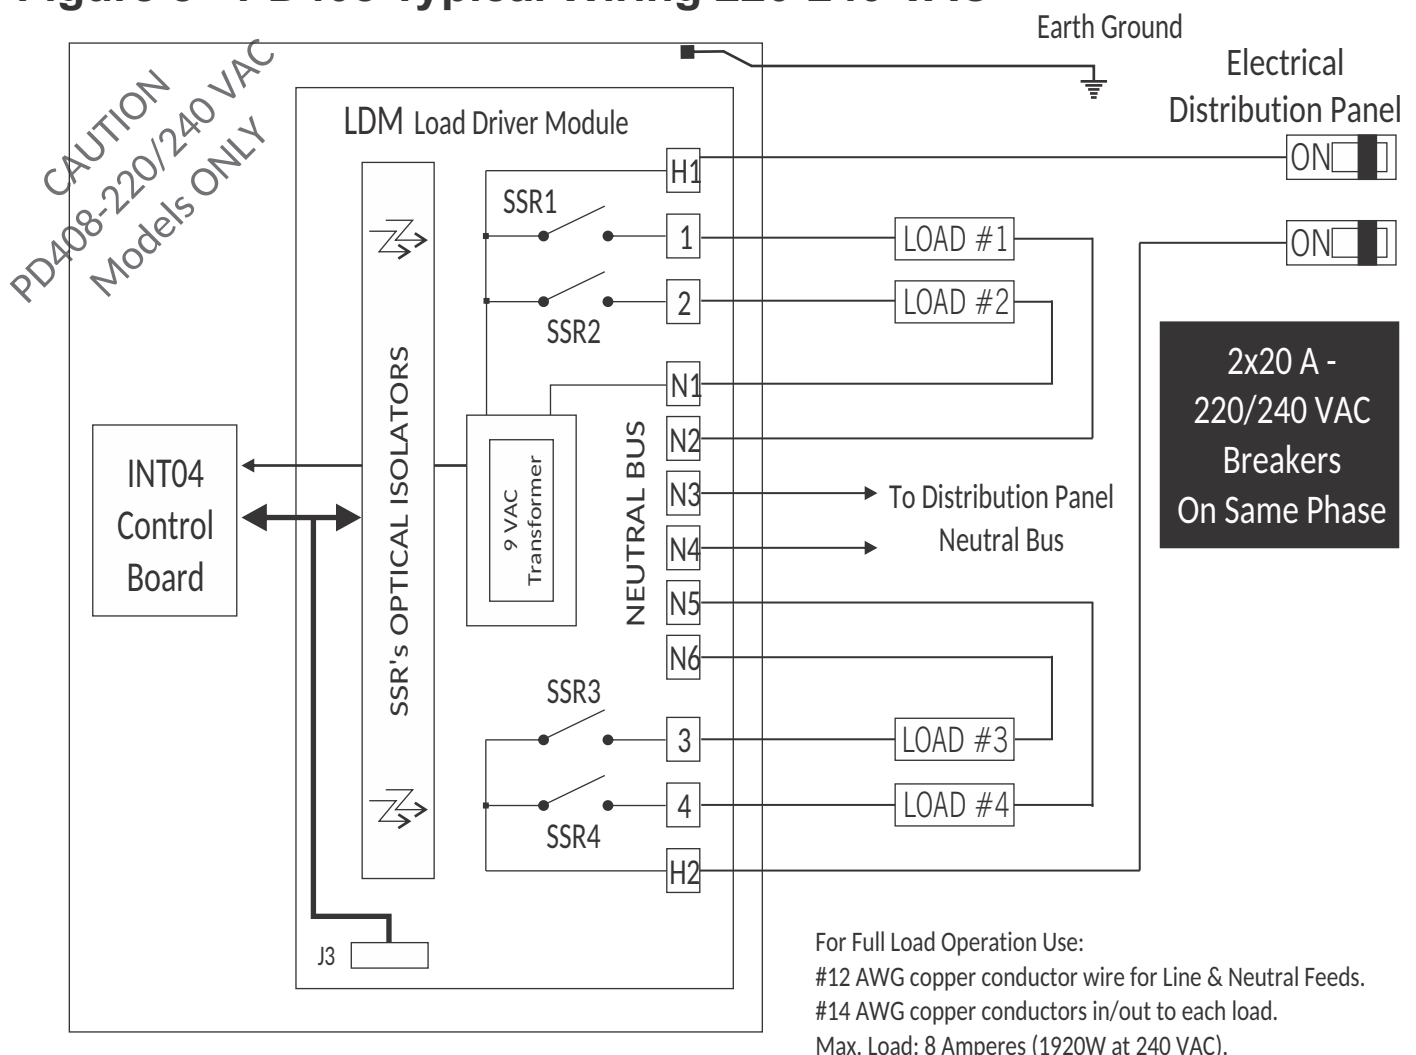 Earth Ground
Electrical
Distribution Panel
CAUTION
PD408-220/240 VAC
Models ONLY
LDM Load Driver Module
H1
ON
SSR1
1
LOAD #1
ON
2
LOAD #2
SSR2
2x20 A -
220/240 VAC
Breakers
On Same Phase
N1
N2
INT04
Control
Board
SSR's OPTICAL ISOLATORS
9 VAC
Transformer
NEUTRAL BUS
N3
To Distribution Panel
Neutral Bus
N4
N5
N6
SSR3
3
LOAD #3
4
LOAD #4
SSR4
H2
J3
For Full Load Operation Use:
#12 AWG copper conductor wire for Line & Neutral Feeds.
#14 AWG copper conductors in/out to each load.
Max. Load: 8 Amperes (1920W at 240 VAC).